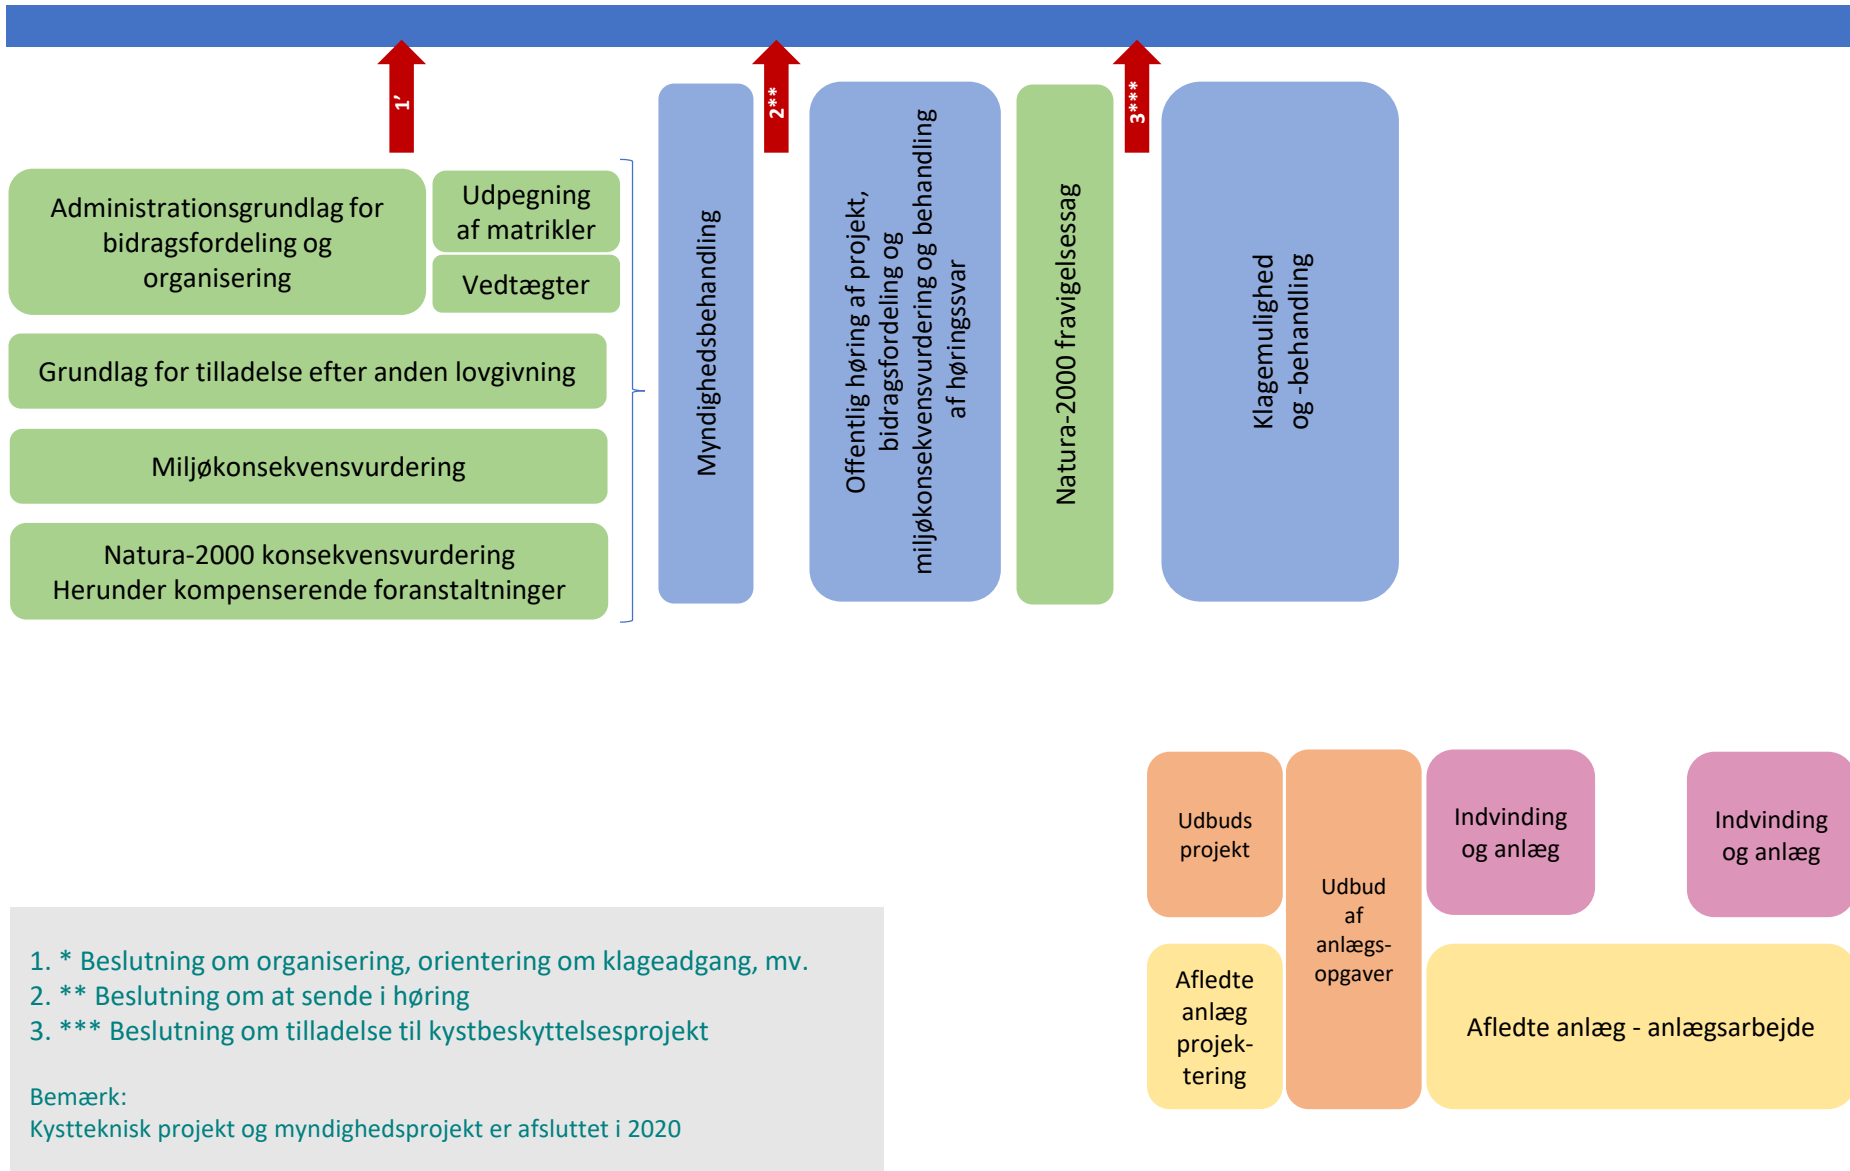 1’
2**
3***
Administrationsgrundlag for
bidragsfordeling og
organisering
Udpegning
af matrikler
Vedtægter
Grundlag for tilladelse efter anden lovgivning
Miljøkonsekvensvurdering
Natura-2000 konsekvensvurdering
Herunder kompenserende foranstaltninger
Myndighedsbehandling
Offentlig høring af projekt,
bidragsfordeling og
miljøkonsekvensvurdering og behandling
af høringssvar
Natura-2000 fravigelsessag
Klagemulighed
og -behandling
Udbuds
projekt
Udbud
af
anlægs-
opgaver
Indvinding
og anlæg
Indvinding
og anlæg
Afledte
anlæg
projek-
tering
Afledte anlæg - anlægsarbejde
1. * Beslutning om organisering, orientering om klageadgang, mv.
2. ** Beslutning om at sende i høring
3. *** Beslutning om tilladelse til kystbeskyttelsesprojekt
Bemærk:
Kystteknisk projekt og myndighedsprojekt er afsluttet i 2020